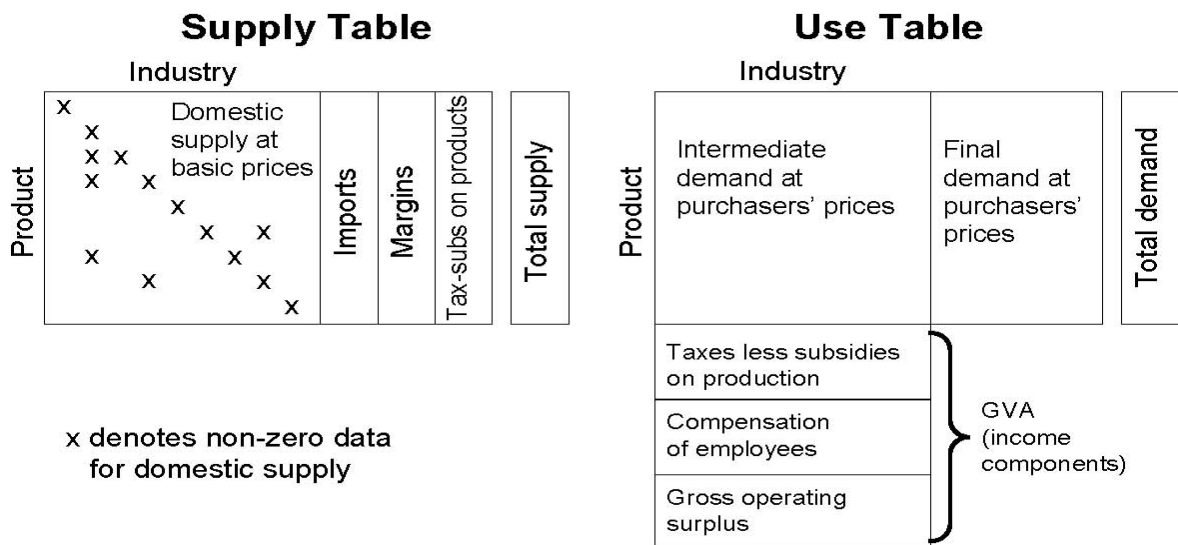 Supply Table
Industry
Product
x
Domestic
supply at
basic prices
x
x x
x x
x
x x
x x
x x
x
Imports
Margins
Tax-subs on products
Total supply
x denotes non-zero data
for domestic supply
Use Table
Industry
Product
Intermediate
demand at
purchasers’ prices
Final
demand at
purchasers’
prices
Total demand
Taxes less subsidies
on production
Compensation
of employees
Gross operating
surplus
GVA
(income
components)